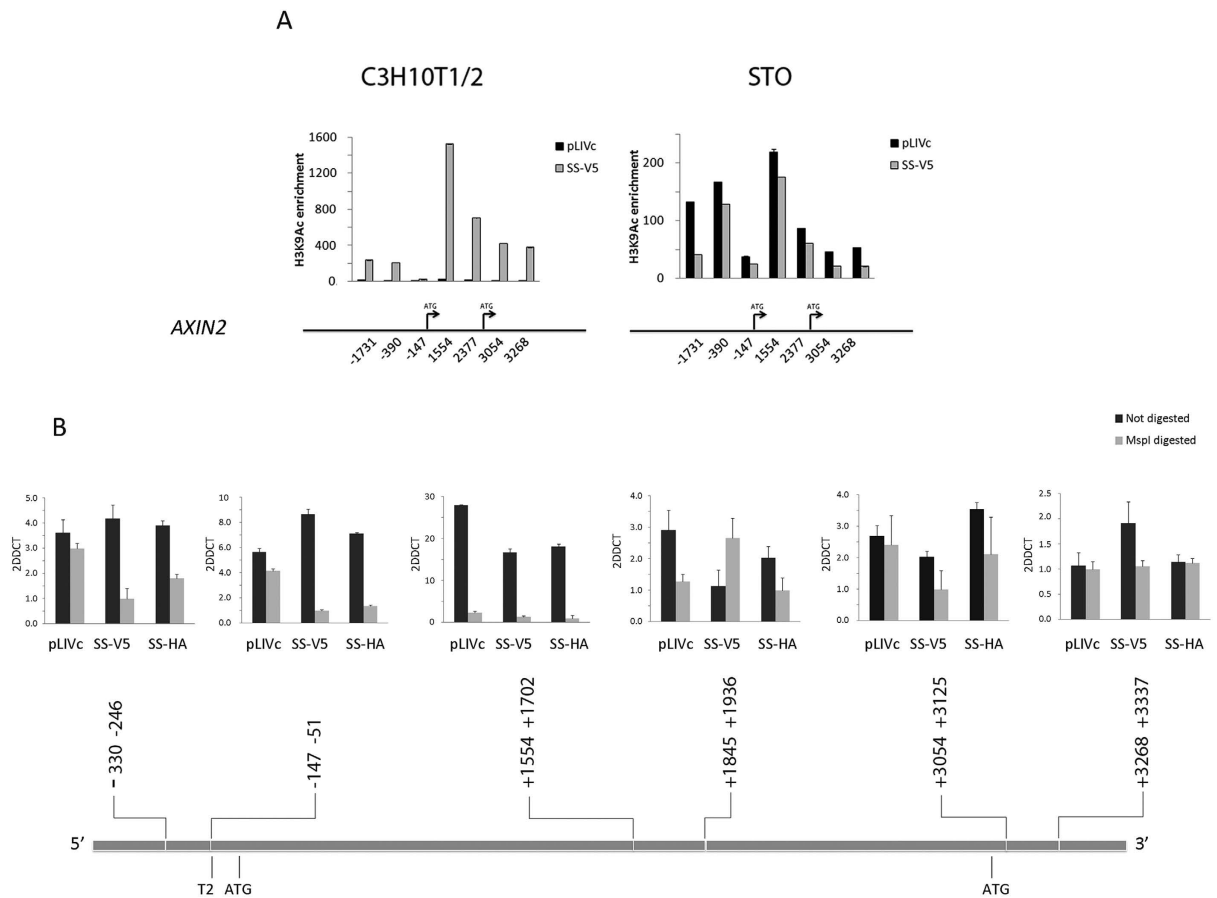 A
C3H10T1/2
STO
H3K9Ac enrichment
1600
1200
800
400
0.
pLIVc
SS-V5
H3K9Ac enrichment
200
100
0
pLIVc
SS-V5
AXIN2
ATG
ATG
-1731
-390
-147
1554
2377
3054
3268
ATG
ATG
-1731
-390
-147
1554
2377
3054
3268
B
Not digested
MspI digested
2DDCT
5.0
4.0
3.0
2.0
1.0
0.0
pLIVc SS-V5 SS-HA
2DDCT
10
8.0
6.0
4.0
2.0
0.0
pLIVc SS-V5 SS-HA
2DDCT
30
20
10
0
pLIVc SS-V5 SS-HA
2DDCT
4.0
3.0
2.0
1.0
0.0
pLIVc SS-V5 SS-HA
2DDCT
4.0
3.0
2.0
1.0
0.0
pLIVc SS-V5 SS-HA
2DDCT
2.5
2.0
1.5
1.0
0.5
0.0
pLIVc SS-V5 SS-HA
- 330 -246
-147 -51
+1554 +1702
+1845 +1936
+3054 +3125
+3268 +3337
5’
3’
T2
ATG
ATG